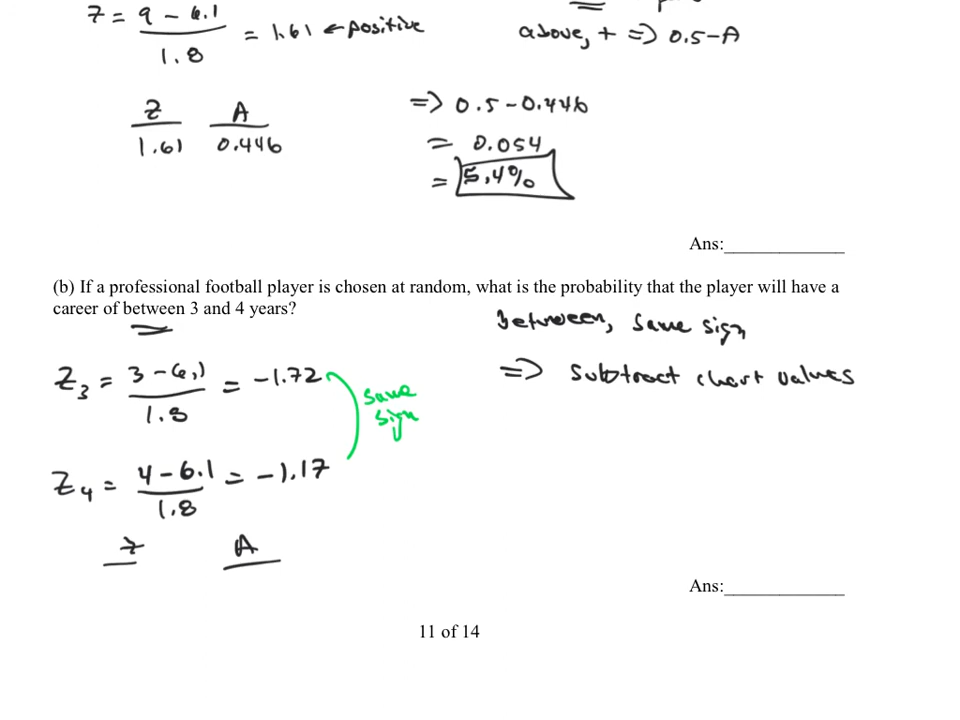 z = 9 - 6.1
1.8
= 1.61 ← positive
above, + => 0.5-A
z A
1.61 0.446
=> 0.5-0.446
= 0.054
= 5.4%
Ans:_____________
(b) If a professional football player is chosen at random, what is the probability that the player will have a
career of between 3 and 4 years?
between, same sign
=> subtract chart values
Z3 = 3-6.1 = -1.72
1.8
same
sign
Z4 = 4-6.1 = -1.17
1.8
z A
Ans:_____________
11 of 14